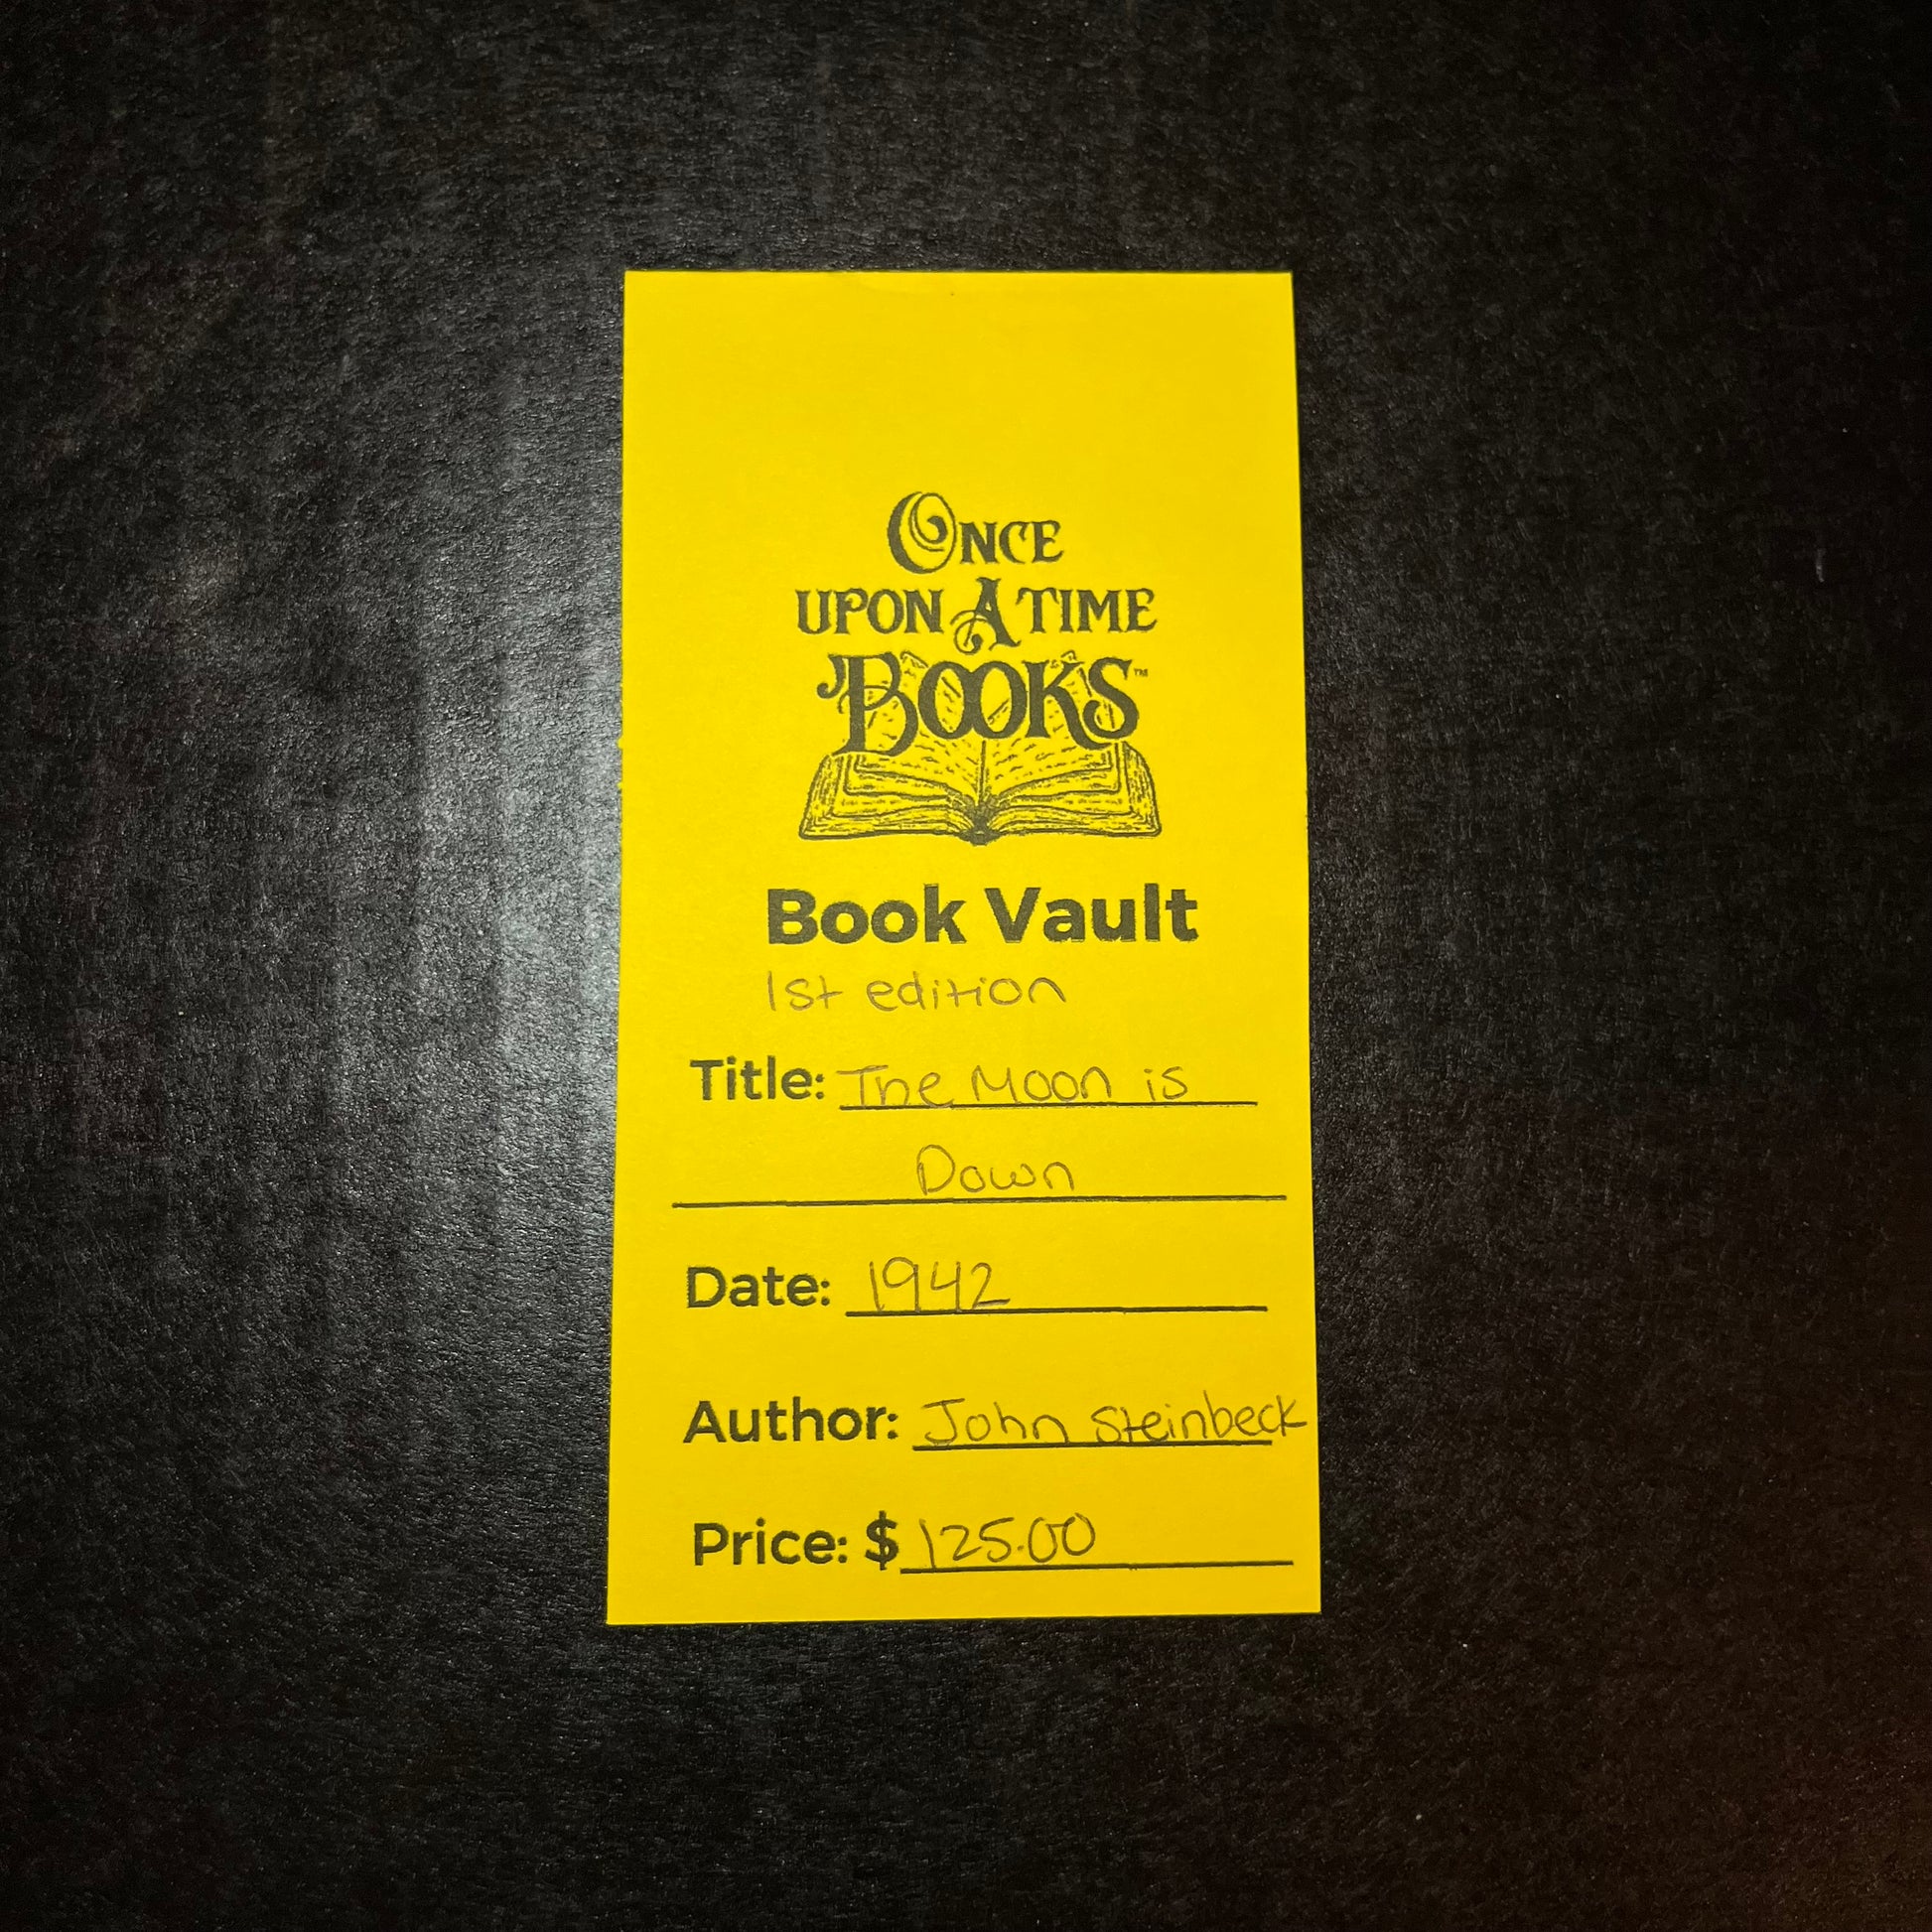 ONCE
UPON A TIME
BOOKS™
Book Vault
1st edition
Title: The Moon is
Down
Date: 1942
Author: John Steinbeck
Price: $ 125.00